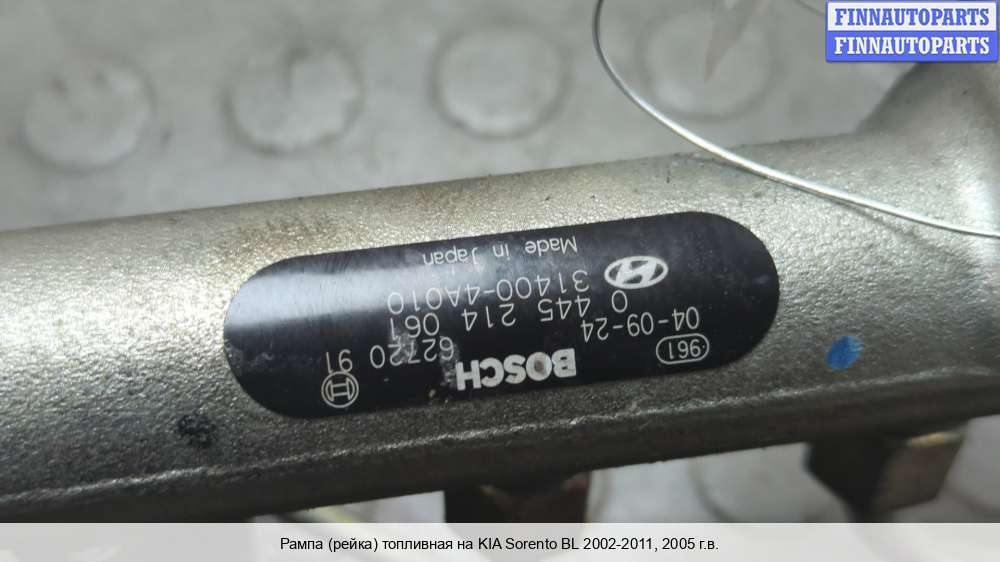 FINNAUTOPARTS
FINNAUTOPARTS
961
BOSCH
04-09-24
62720 91
0 445 214 061
31400-4A010
Made in Japan
Рампа (рейка) топливная на KIA Sorento BL 2002-2011, 2005 г.в.